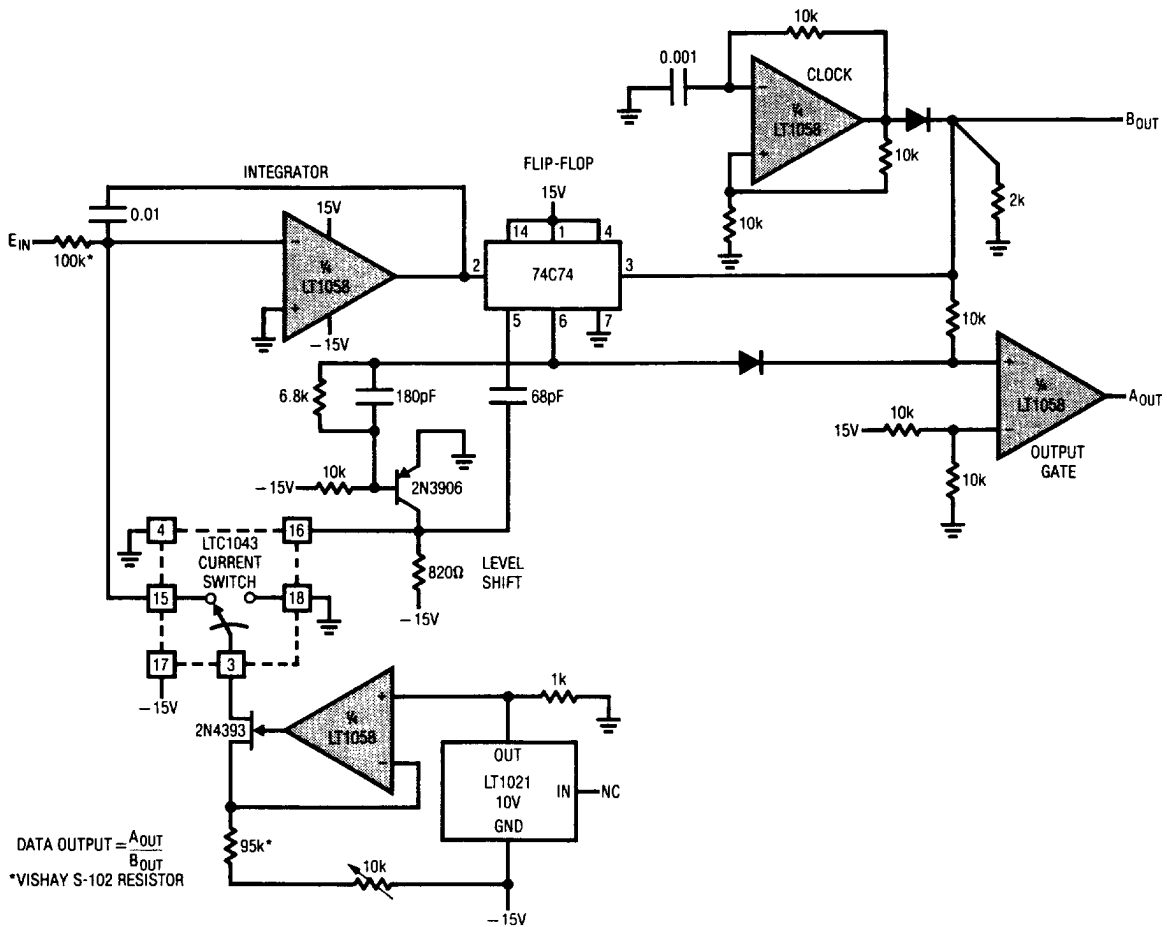 10k
0.001
CLOCK
¼
LT1058
B_OUT
10k
10k
2k
INTEGRATOR
FLIP-FLOP
15V
0.01
15V
14
1
4
E_IN
100k*
¼
LT1058
2
74C74
3
-15V
5
6
7
10k
6.8k
180pF
68pF
¼
LT1058
A_OUT
15V
10k
OUTPUT
GATE
10k
-15V
10k
2N3906
4
LTC1043
CURRENT
SWITCH
16
820Ω
LEVEL
SHIFT
15
18
-15V
17
3
-15V
2N4393
¼
LT1058
1k
OUT
LT1021
10V
IN
NC
GND
95k*
10k
-15V
DATA OUTPUT = A_OUT
B_OUT
*VISHAY S-102 RESISTOR
+
−
+
−
+
−
+
−